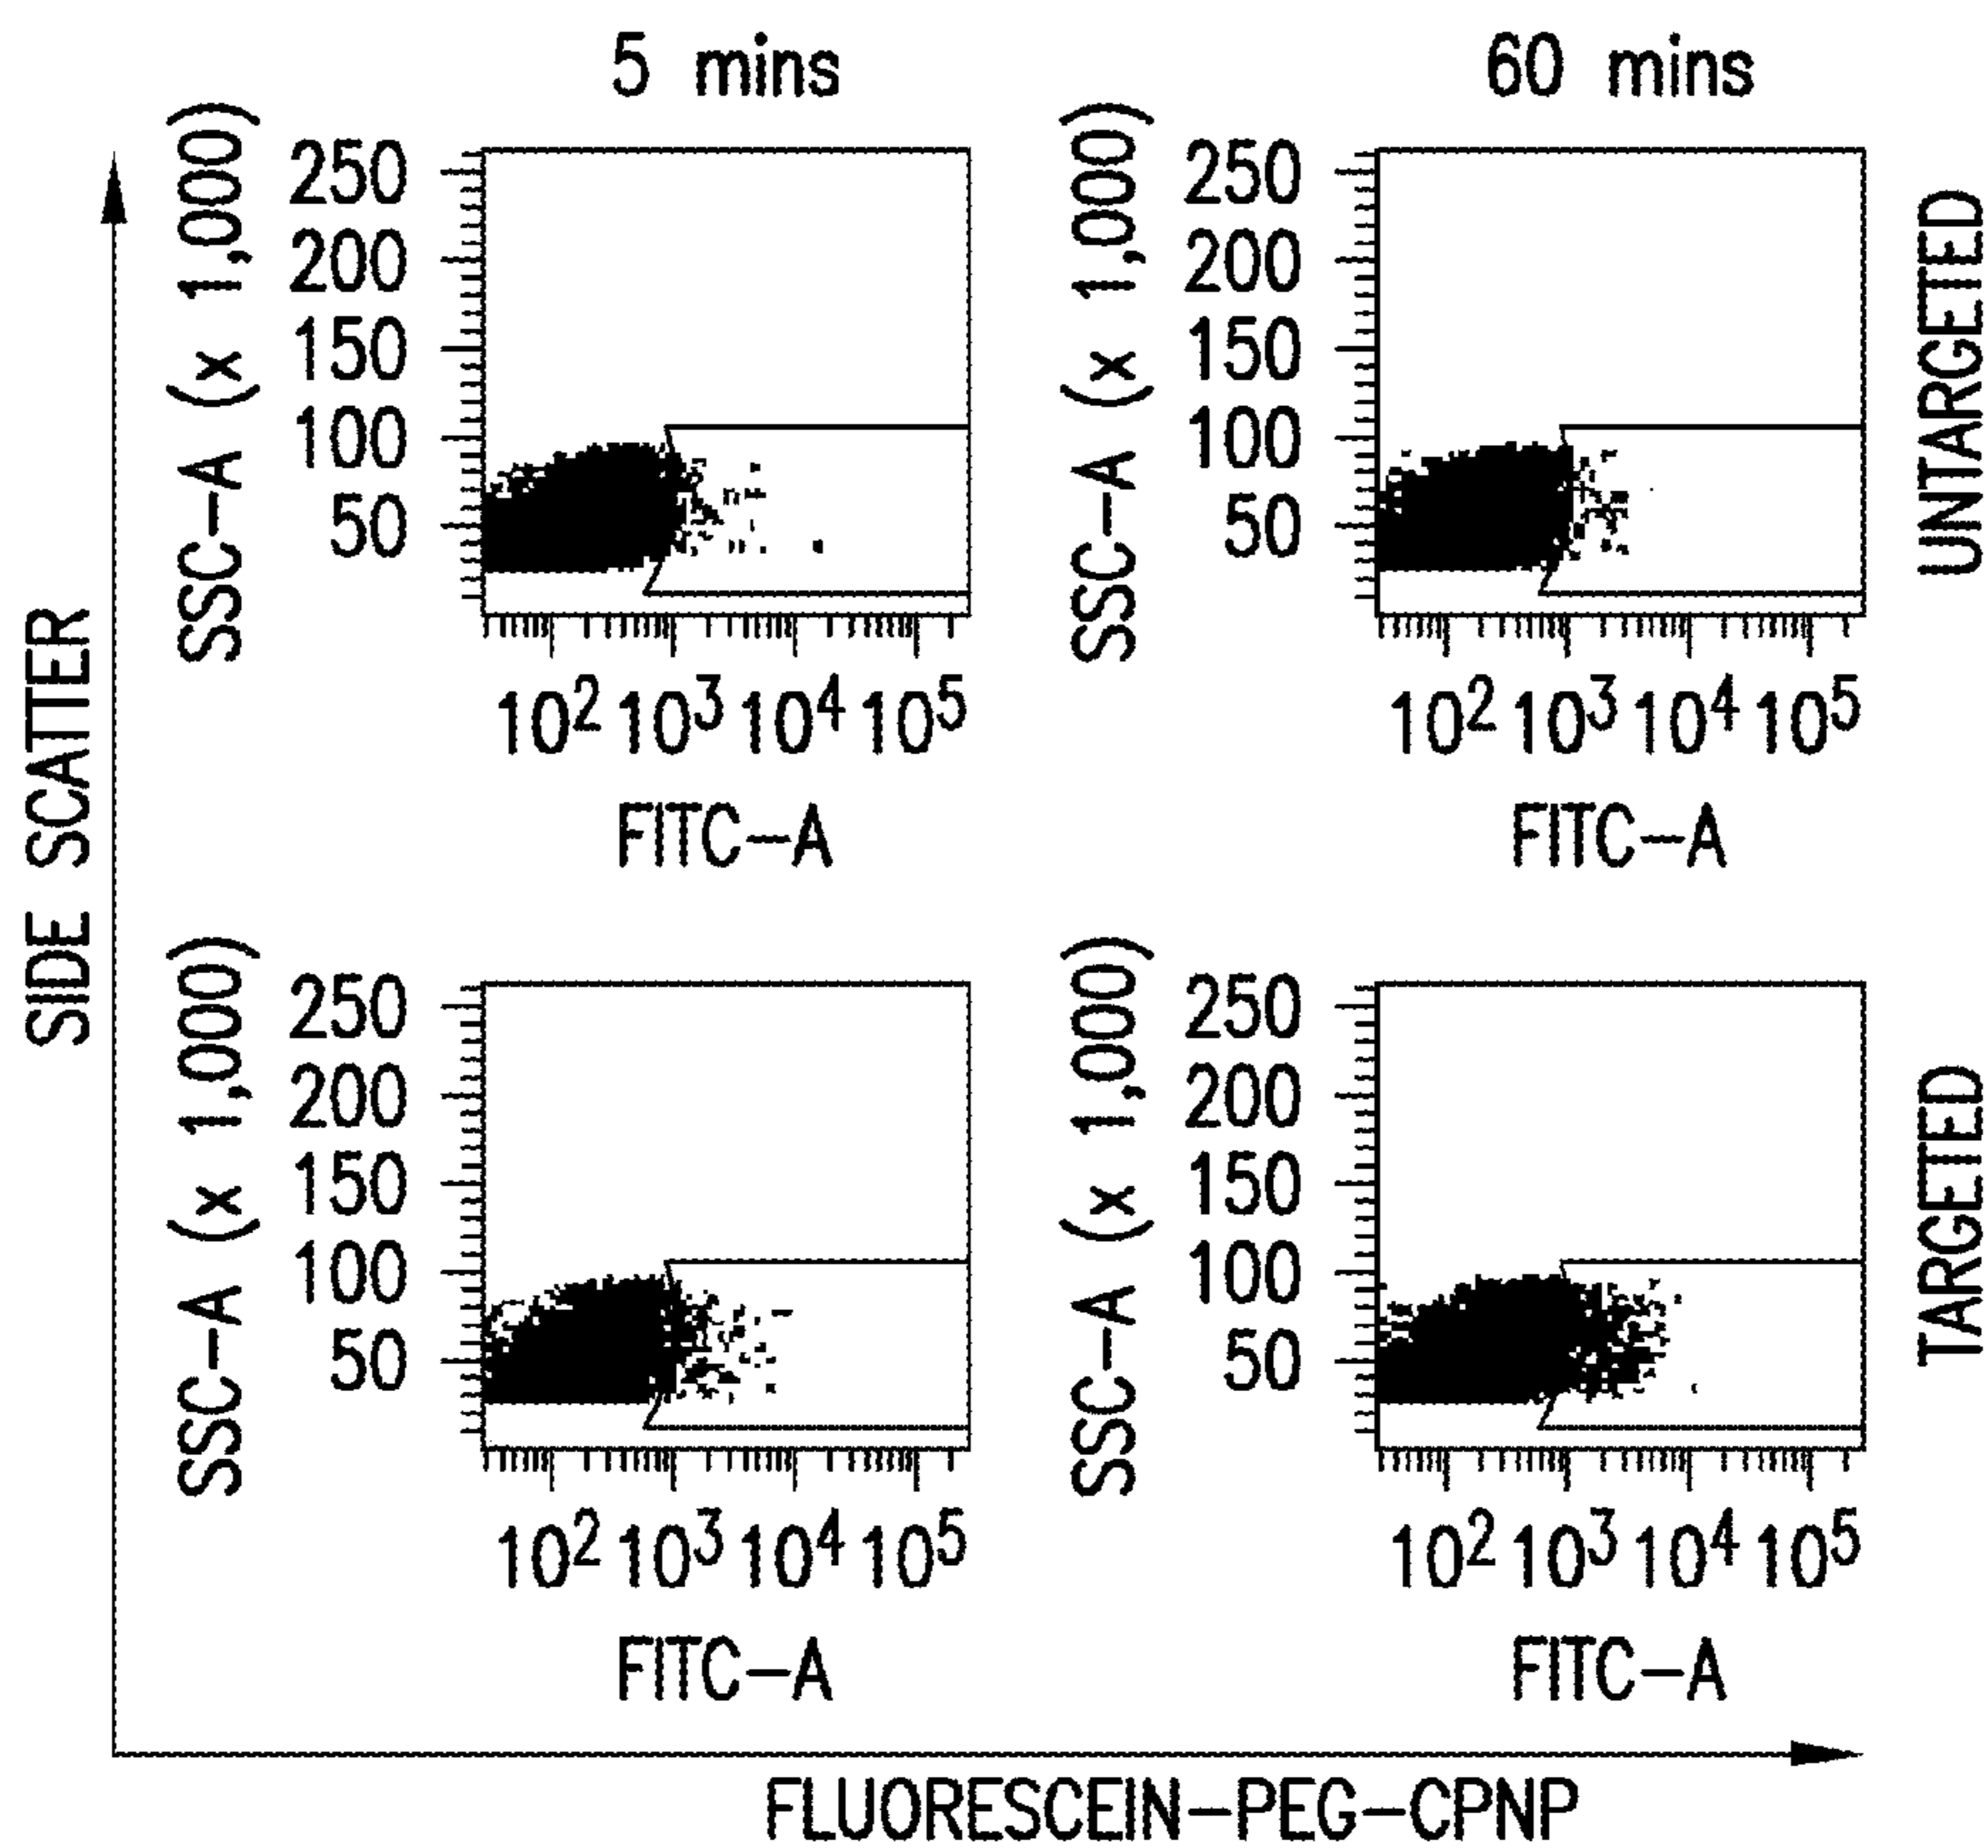 5 mins
60 mins
SIDE SCATTER
SSC-A (x 1,000)
250
200
150
100
50
10² 10³ 10⁴ 10⁵
FITC-A
SSC-A (x 1,000)
250
200
150
100
50
10² 10³ 10⁴ 10⁵
FITC-A
UNTARGETED
SSC-A (x 1,000)
250
200
150
100
50
10² 10³ 10⁴ 10⁵
FITC-A
SSC-A (x 1,000)
250
200
150
100
50
10² 10³ 10⁴ 10⁵
FITC-A
TARGETED
FLUORESCEIN-PEG-CPNP